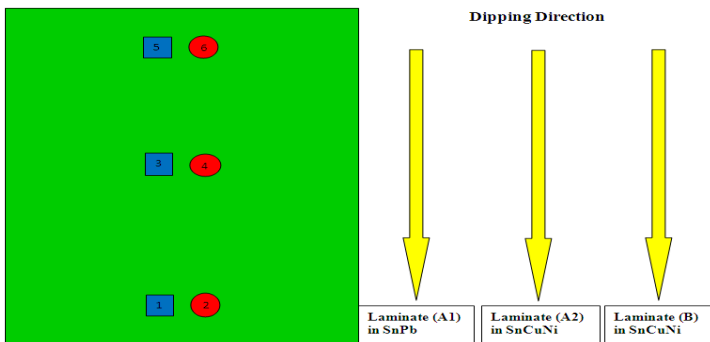 Dipping Direction
5
6
3
4
1
2
Laminate (A1)
in SnPb
Laminate (A2)
in SnCuNi
Laminate (B)
in SnCuNi